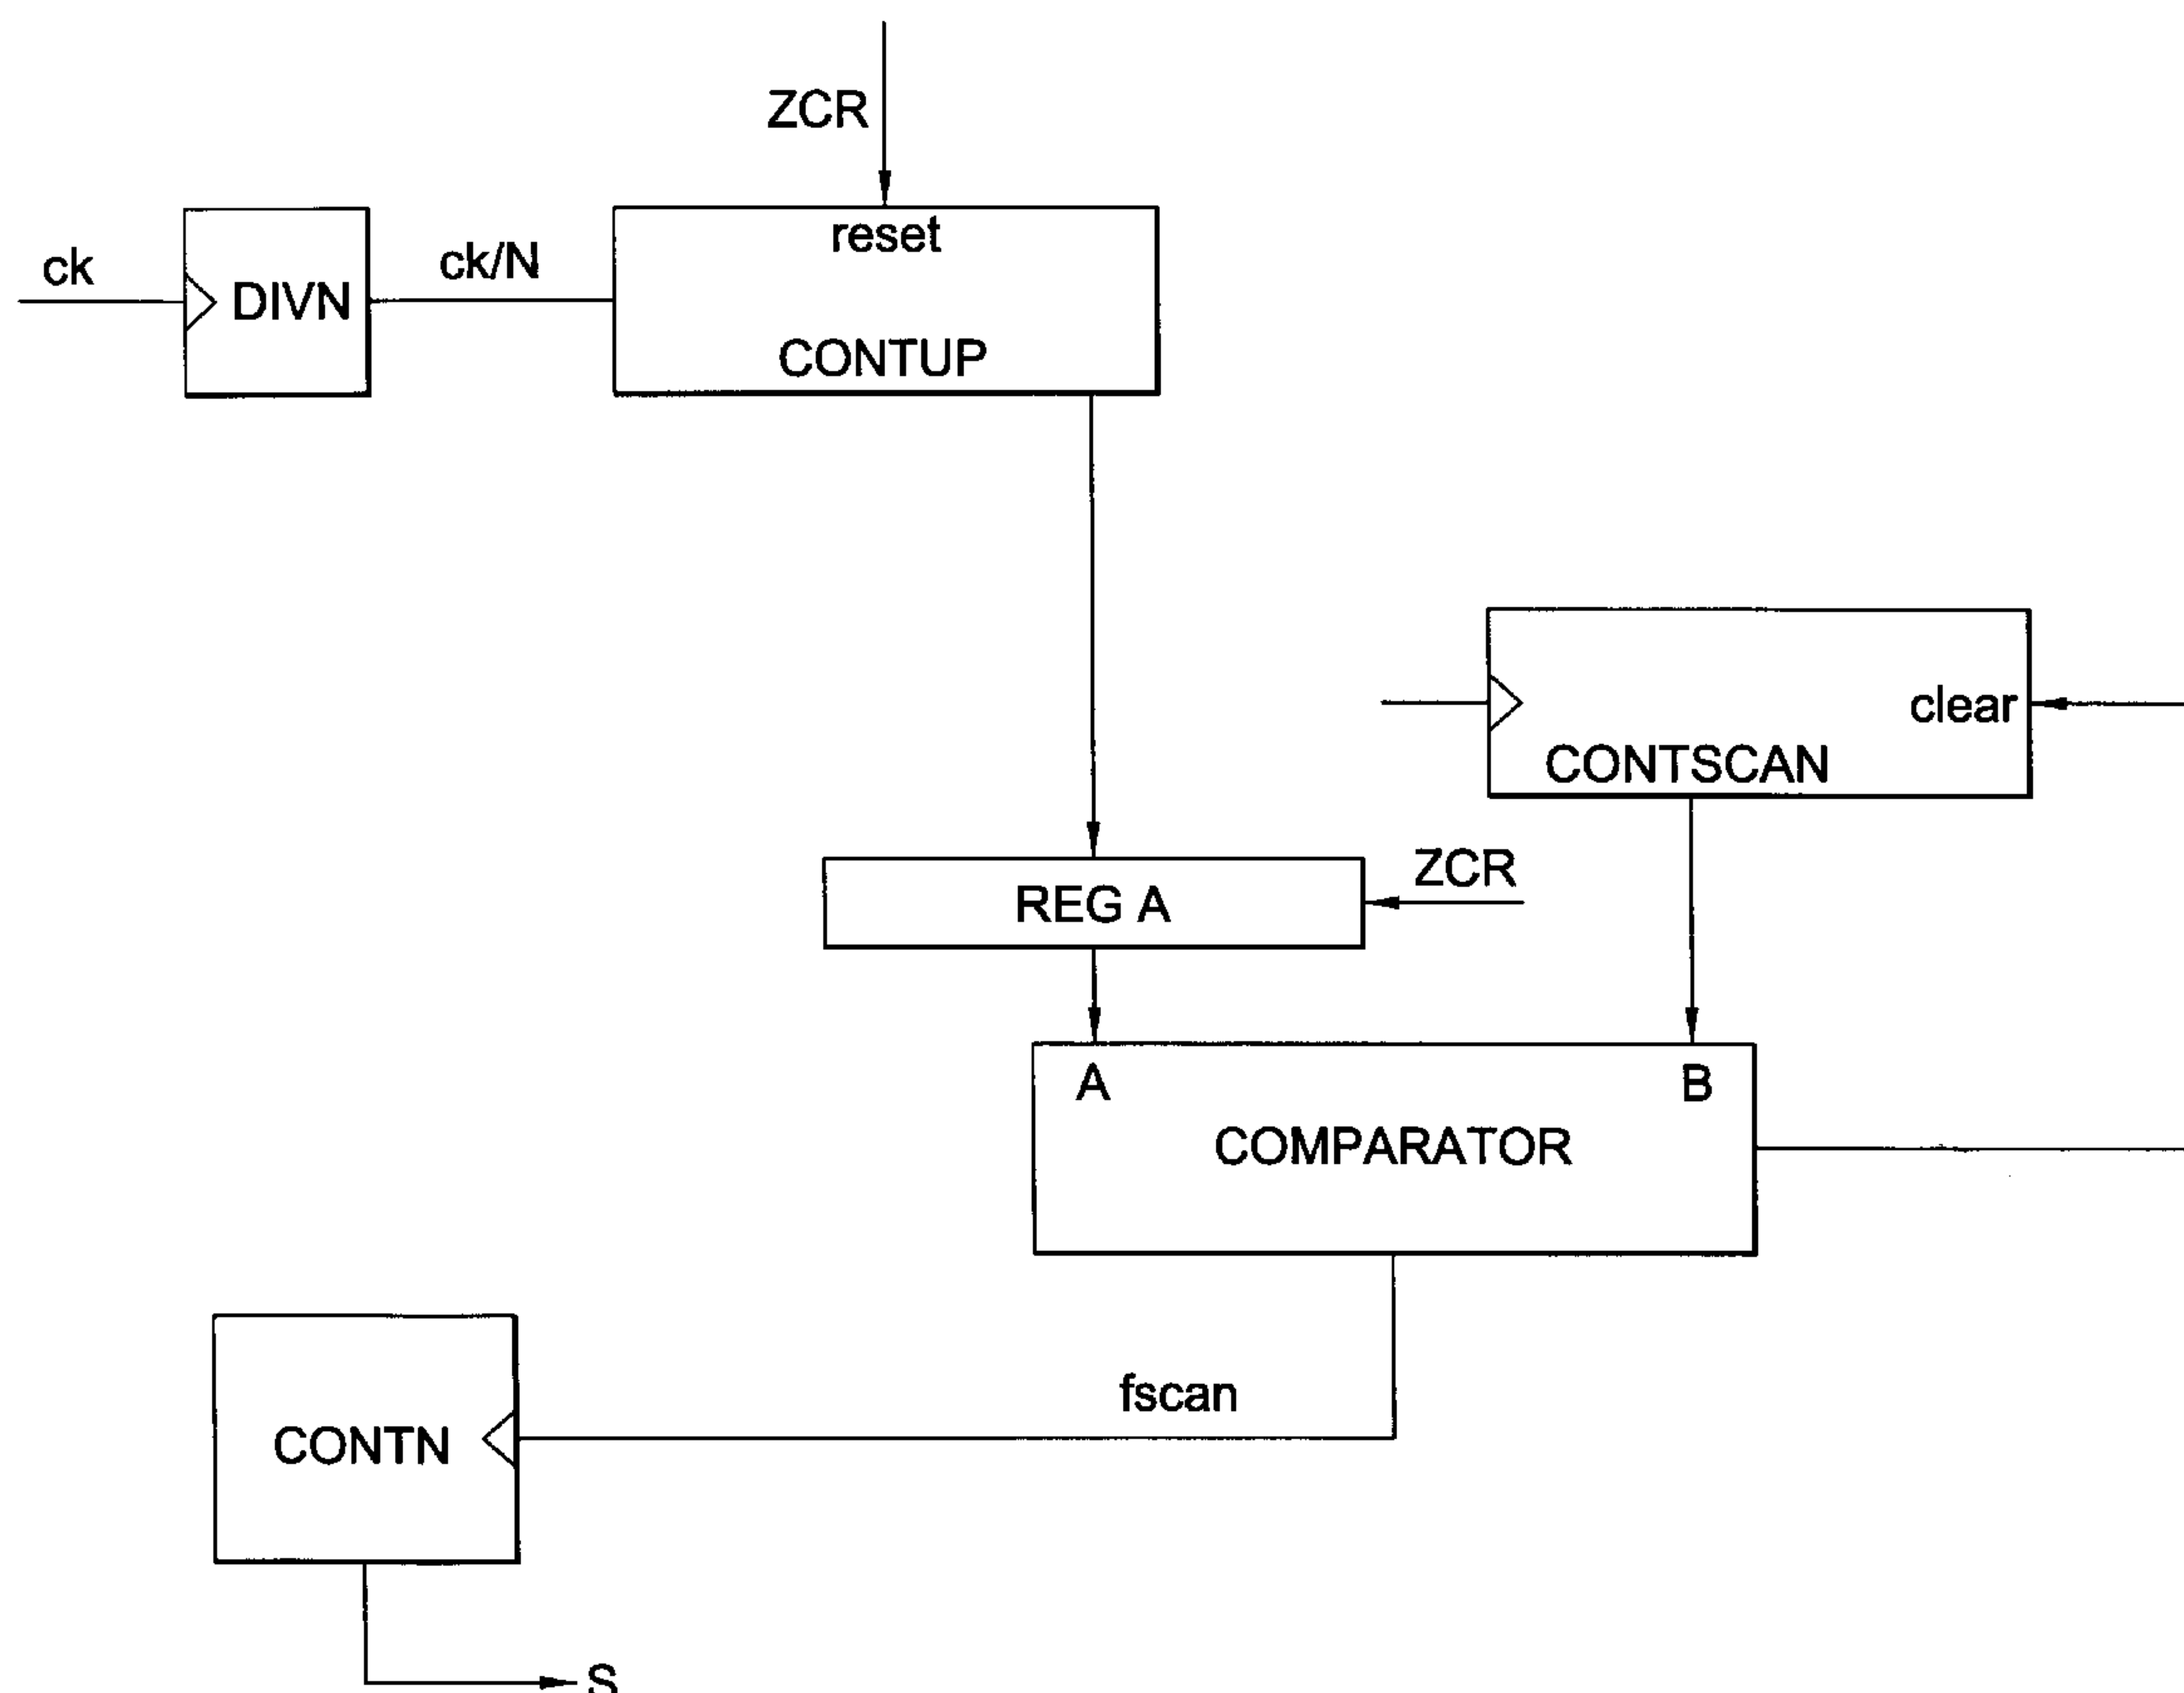 ZCR
reset
ck
DIVN
ck/N
CONTUP
clear
CONTSCAN
ZCR
REG A
A
B
COMPARATOR
fscan
CONTN
S